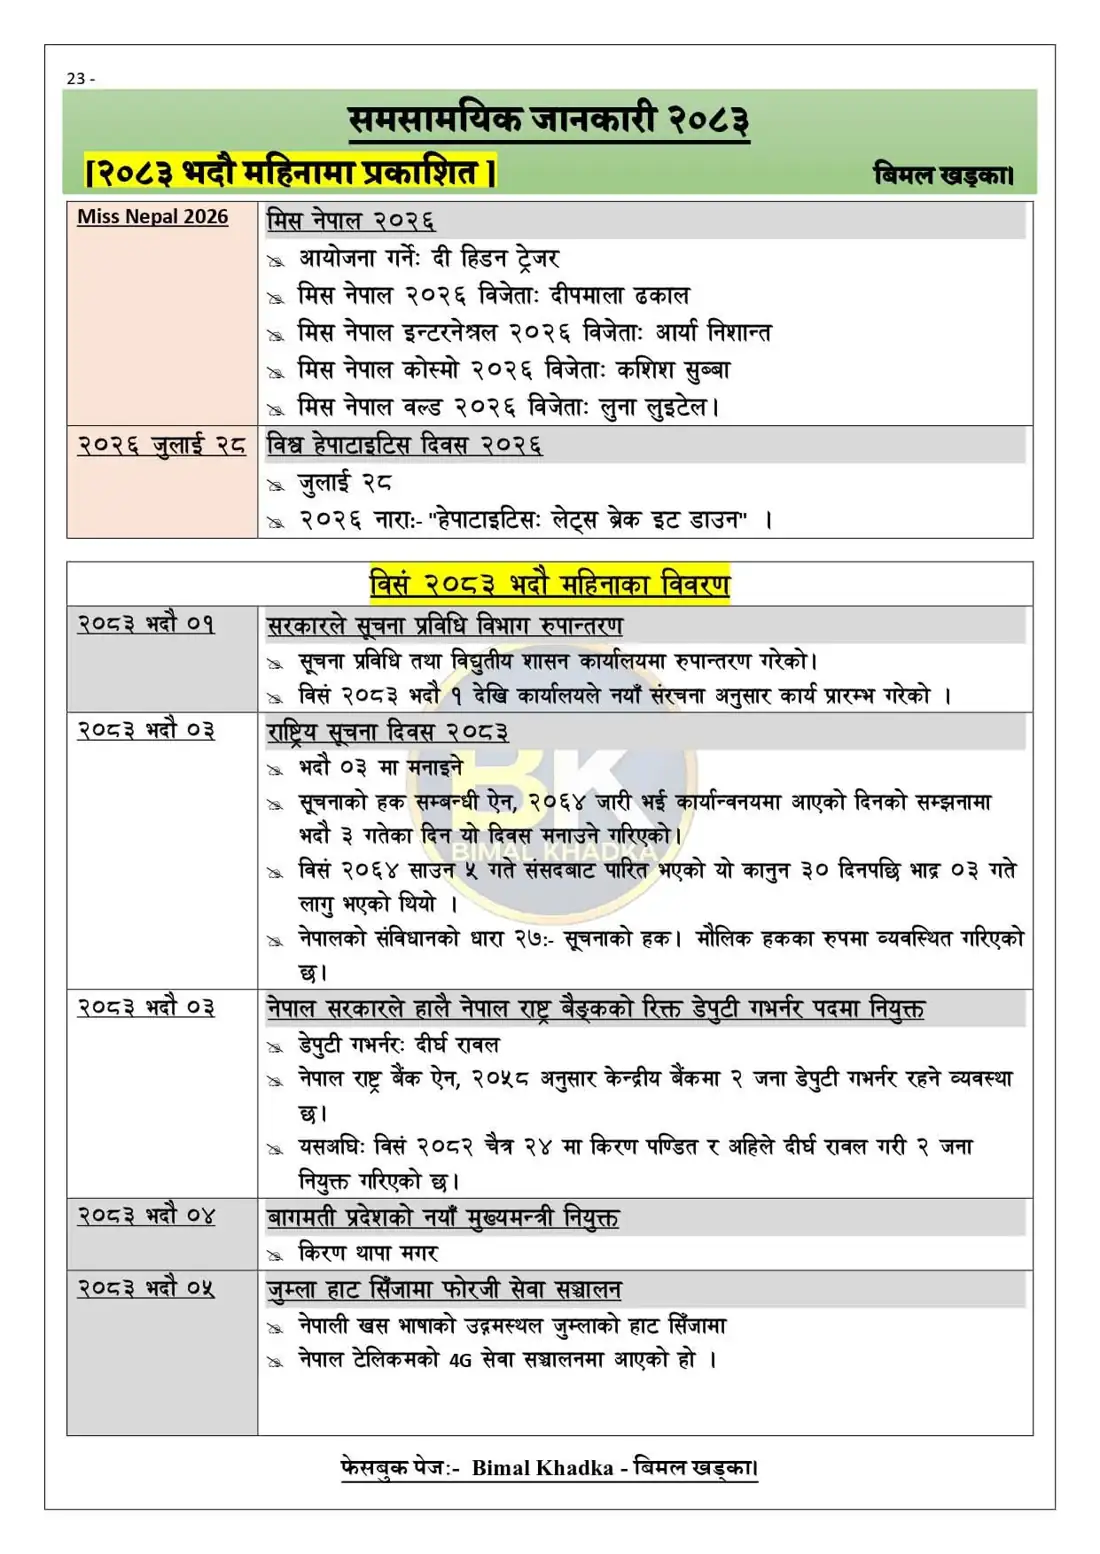 23 -
समसामयिक जानकारी २०८३
[२०८३ भदौ महिनामा प्रकाशित ]
बिमल खड्का।
Miss Nepal 2026
मिस नेपाल २०२६
आयोजना गर्नेः दी हिडन ट्रेजर
मिस नेपाल २०२६ विजेताः दीपमाला ढकाल
मिस नेपाल इन्टरनेश्नल २०२६ विजेताः आर्या निशान्त
मिस नेपाल कोस्मो २०२६ विजेताः कशिश सुब्बा
मिस नेपाल वल्ड २०२६ विजेताः लुना लुइटेल।
२०२६ जुलाई २८
विश्व हेपाटाइटिस दिवस २०२६
जुलाई २८
२०२६ नाराः- "हेपाटाइटिसः लेट्स ब्रेक इट डाउन" ।
विसं २०८३ भदौ महिनाका विवरण
२०८३ भदौ ०१
सरकारले सूचना प्रविधि विभाग रुपान्तरण
सूचना प्रविधि तथा विद्युतीय शासन कार्यालयमा रुपान्तरण गरेको।
विसं २०८३ भदौ १ देखि कार्यालयले नयाँ संरचना अनुसार कार्य प्रारम्भ गरेको ।
२०८३ भदौ ०३
राष्ट्रिय सूचना दिवस २०८३
भदौ ०३ मा मनाइने
सूचनाको हक सम्बन्धी ऐन, २०६४ जारी भई कार्यान्वनयमा आएको दिनको सम्झनामा
भदौ ३ गतेका दिन यो दिवस मनाउने गरिएको।
विसं २०६४ साउन ५ गते संसदबाट पारित भएको यो कानुन ३० दिनपछि भाद्र ०३ गते
लागु भएको थियो ।
नेपालको संविधानको धारा २७:- सूचनाको हक। मौलिक हकका रुपमा व्यवस्थित गरिएको
छ।
BK
BIMAL KHADKA
२०८३ भदौ ०३
नेपाल सरकारले हालै नेपाल राष्ट्र बैङ्कको रिक्त डेपुटी गभर्नर पदमा नियुक्त
डेपुटी गभर्नरः दीर्घ रावल
नेपाल राष्ट्र बैंक ऐन, २०५८ अनुसार केन्द्रीय बैंकमा २ जना डेपुटी गभर्नर रहने व्यवस्था
छ।
यसअघिः विसं २०८२ चैत्र २४ मा किरण पण्डित र अहिले दीर्घ रावल गरी २ जना
नियुक्त गरिएको छ।
२०८३ भदौ ०४
बागमती प्रदेशको नयाँ मुख्यमन्त्री नियुक्त
किरण थापा मगर
२०८३ भदौ ०५
जुम्ला हाट सिँजामा फोरजी सेवा सञ्चालन
नेपाली खस भाषाको उद्गमस्थल जुम्लाको हाट सिँजामा
नेपाल टेलिकमको 4G सेवा सञ्चालनमा आएको हो ।
फेसबुक पेज:- Bimal Khadka - बिमल खड्का।